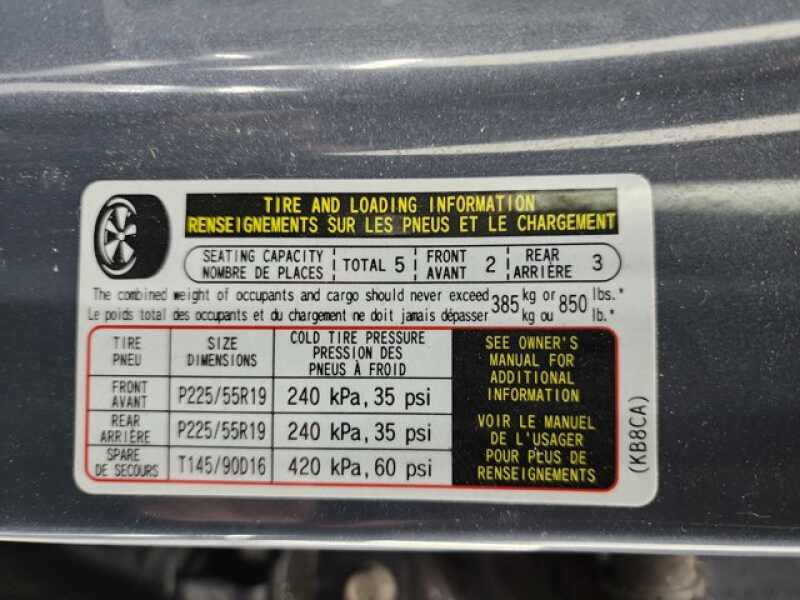 TIRE AND LOADING INFORMATION
RENSEIGNEMENTS SUR LES PNEUS ET LE CHARGEMENT
SEATING CAPACITY
NOMBRE DE PLACES
TOTAL 5
FRONT
AVANT
2
REAR
ARRIÈRE
3
The combined weight of occupants and cargo should never exceed 385 kg or 850 lbs.*
Le poids total des occupants et du chargement ne doit jamais dépasser kg ou lb.*
TIRE
PNEU
SIZE
DIMENSIONS
COLD TIRE PRESSURE
PRESSION DES
PNEUS À FROID
FRONT
AVANT
P225/55R19
240 kPa, 35 psi
REAR
ARRIÈRE
P225/55R19
240 kPa, 35 psi
SPARE
DE SECOURS
T145/90D16
420 kPa, 60 psi
SEE OWNER'S
MANUAL FOR
ADDITIONAL
INFORMATION
VOIR LE MANUEL
DE L'USAGER
POUR PLUS DE
RENSEIGNEMENTS
(KB8CA)